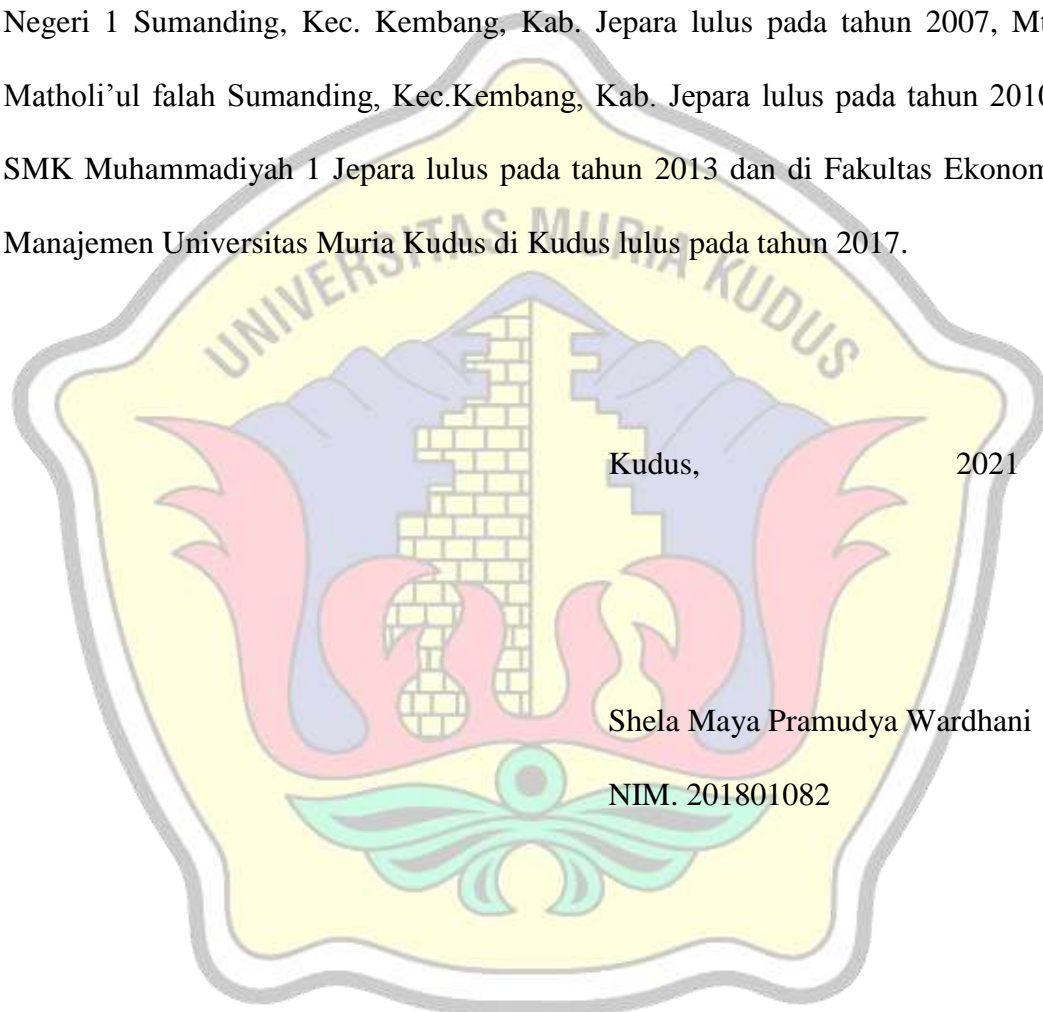 Negeri 1 Sumanding, Kec. Kembang, Kab. Jepara lulus pada tahun 2007,
Matholi’ul falah Sumanding, Kec.Kembang, Kab. Jepara lulus pada tahun 2010
SMK Muhammadiyah 1 Jepara lulus pada tahun 2013 dan di Fakultas
Manajemen Universitas Muria Kudus di Kudus lulus pada tahun 2017.
UNIVERSITAS MURIA KUDUS
Kudus, 2021
Shela Maya Pramudya Wardhani
NIM. 201801082